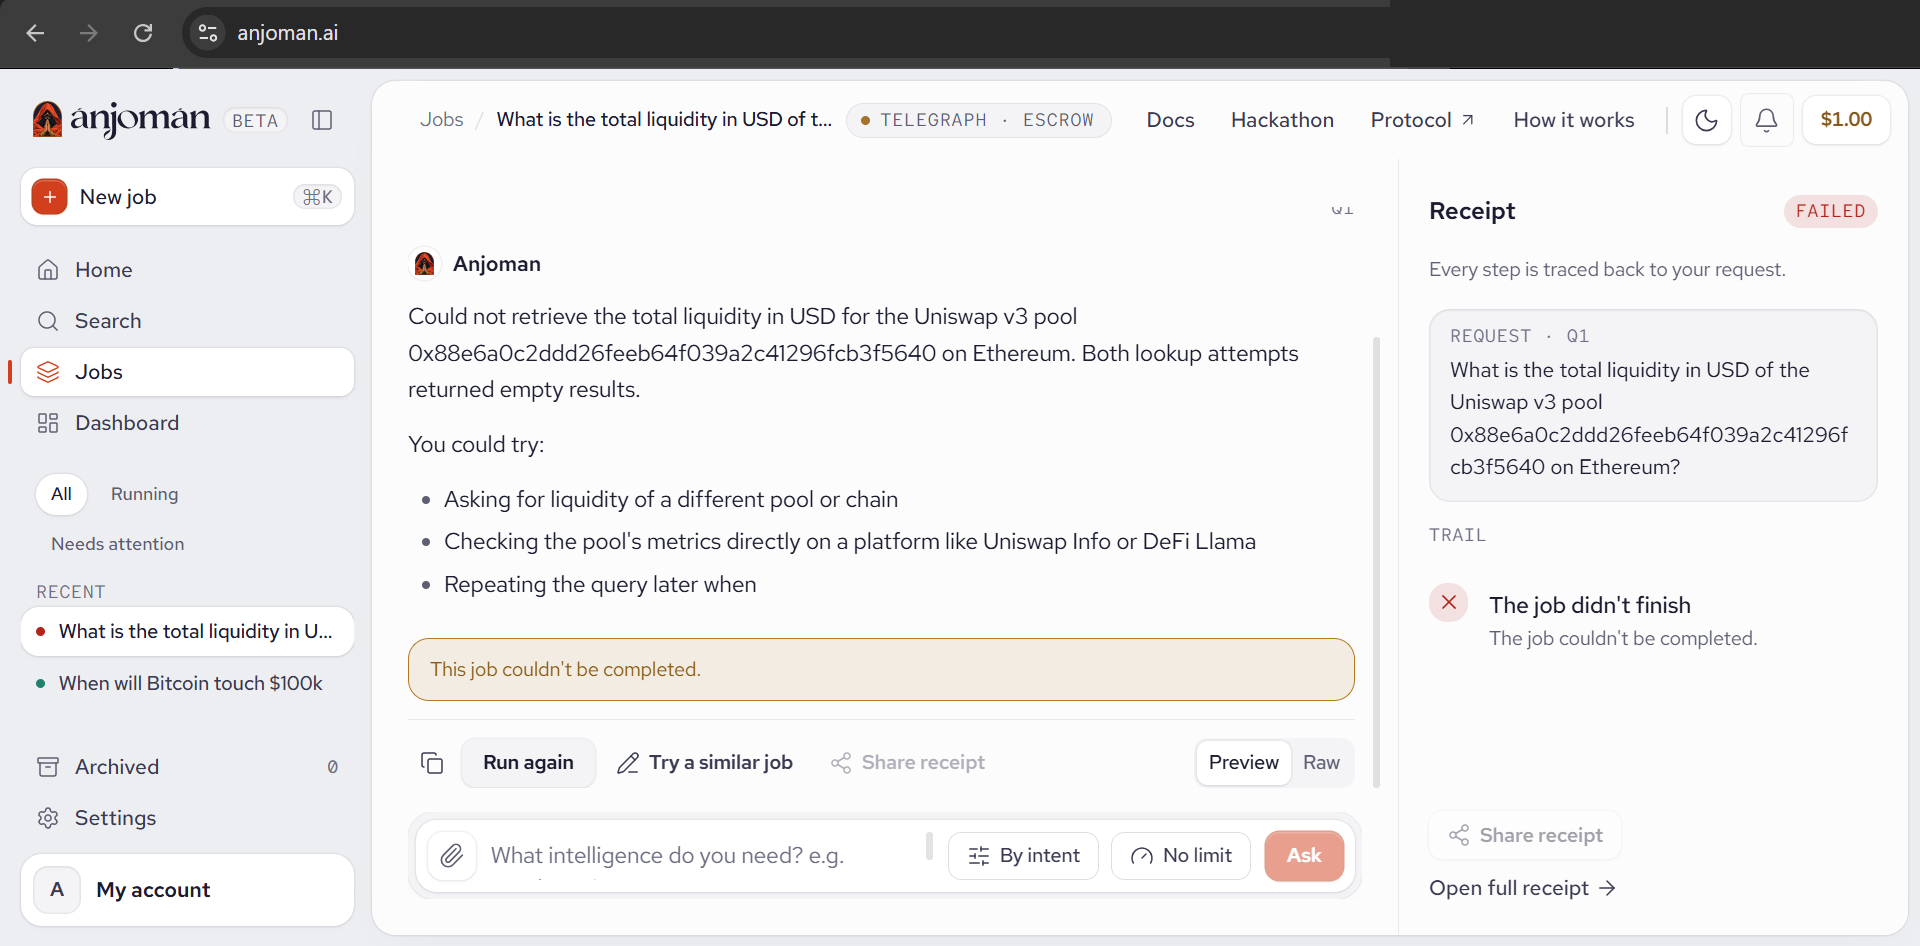 anjoman.ai
anjoman
BETA
New job
⌘K
Home
Search
Jobs
Dashboard
All
Running
Needs attention
RECENT
What is the total liquidity in U...
When will Bitcoin touch $100k
Archived
0
Settings
A
My account
Jobs / What is the total liquidity in USD of t...
TELEGRAPH · ESCROW
Docs
Hackathon
Protocol ↗
How it works
$1.00
Q1
Anjoman
Could not retrieve the total liquidity in USD for the Uniswap v3 pool
0x88e6a0c2ddd26feeb64f039a2c41296fcb3f5640 on Ethereum. Both lookup attempts
returned empty results.
You could try:
• Asking for liquidity of a different pool or chain
• Checking the pool's metrics directly on a platform like Uniswap Info or DeFi Llama
• Repeating the query later when
This job couldn't be completed.
Run again
Try a similar job
Share receipt
Preview
Raw
What intelligence do you need? e.g.
By intent
No limit
Ask
Receipt
FAILED
Every step is traced back to your request.
REQUEST · Q1
What is the total liquidity in USD of the
Uniswap v3 pool
0x88e6a0c2ddd26feeb64f039a2c41296f
cb3f5640 on Ethereum?
TRAIL
The job didn't finish
The job couldn't be completed.
Share receipt
Open full receipt →